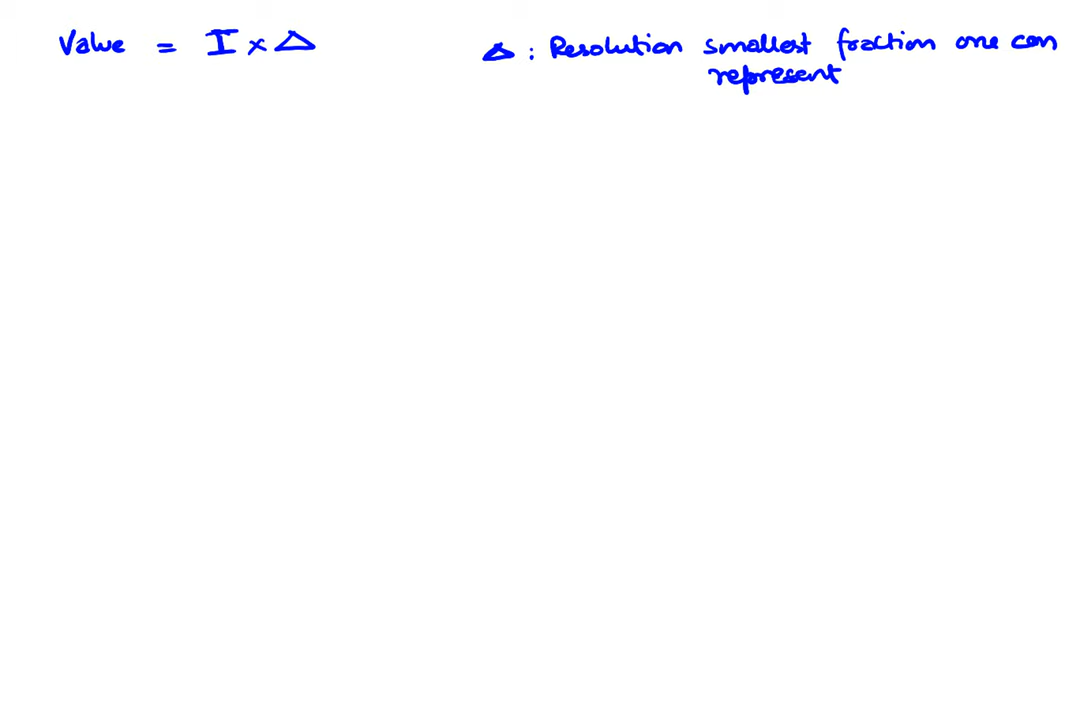 Value = I × Δ
Δ : Resolution smallest fraction one can
represent